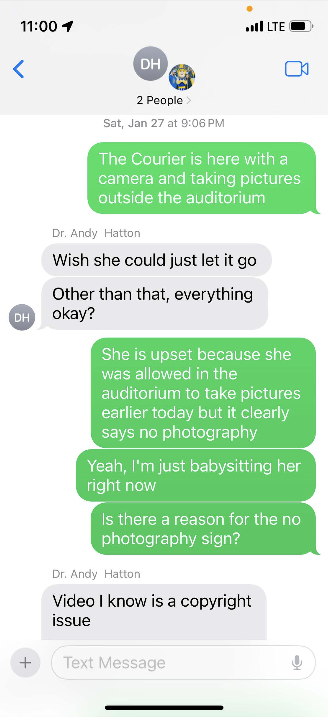 11:00
LTE
DH
2 People
Sat, Jan 27 at 9:06 PM
The Courier is here with a
camera and taking pictures
outside the auditorium
Dr. Andy Hatton
Wish she could just let it go
Other than that, everything
okay?
DH
She is upset because she
was allowed in the
auditorium to take pictures
earlier today but it clearly
says no photography
Yeah, I'm just babysitting her
right now
Is there a reason for the no
photography sign?
Dr. Andy Hatton
Video I know is a copyright
issue
Text Message